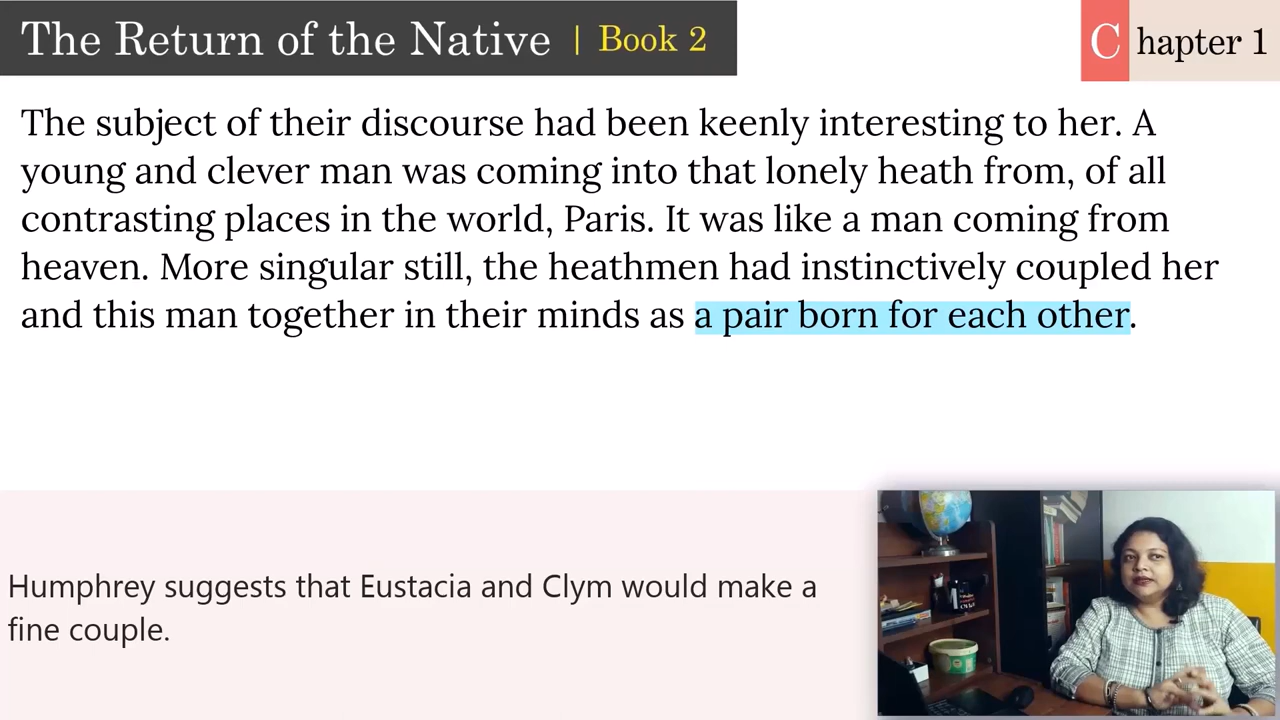 The Return of the Native | Book 2
Chapter 1
The subject of their discourse had been keenly interesting to her. A
young and clever man was coming into that lonely heath from, of all
contrasting places in the world, Paris. It was like a man coming from
heaven. More singular still, the heathmen had instinctively coupled her
and this man together in their minds as a pair born for each other.
Humphrey suggests that Eustacia and Clym would make a
fine couple.